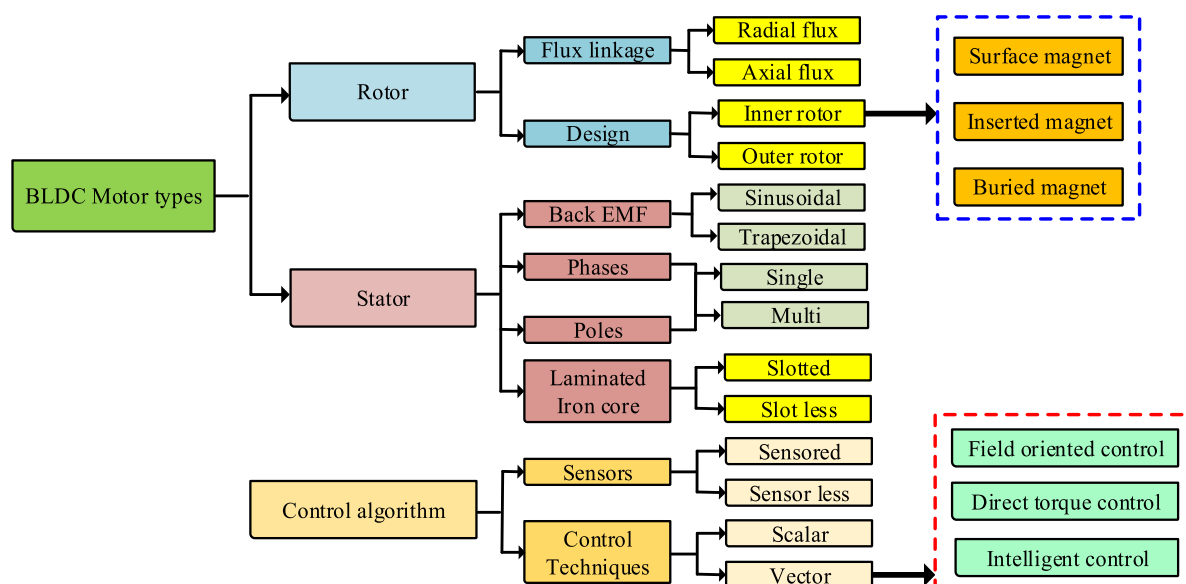 BLDC Motor types
Rotor
Flux linkage
Radial flux
Axial flux
Design
Inner rotor
Outer rotor
Surface magnet
Inserted magnet
Buried magnet
Stator
Back EMF
Sinusoidal
Trapezoidal
Phases
Poles
Single
Multi
Laminated
Iron core
Slotted
Slot less
Control algorithm
Sensors
Sensored
Sensor less
Control
Techniques
Scalar
Vector
Field oriented control
Direct torque control
Intelligent control